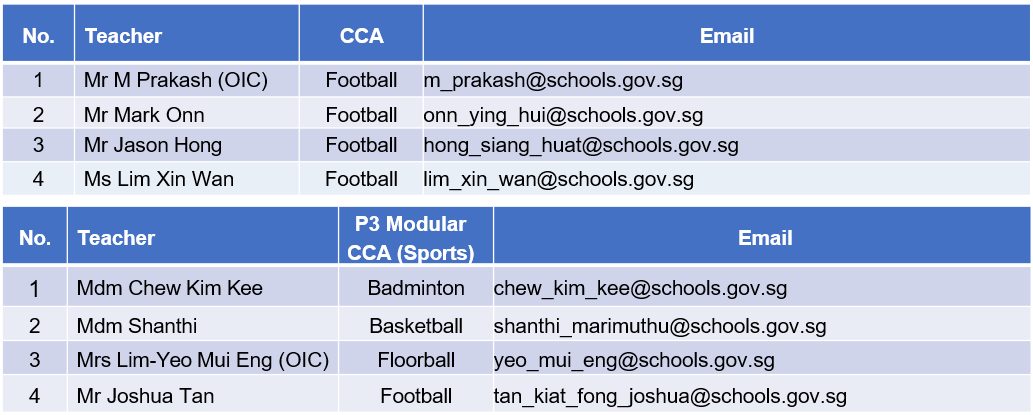 No. Teacher CCA Email
1 Mr M Prakash (OIC) Football m_prakash@schools.gov.sg
2 Mr Mark Onn Football onn_ying_hui@schools.gov.sg
3 Mr Jason Hong Football hong_siang_huat@schools.gov.sg
4 Ms Lim Xin Wan Football lim_xin_wan@schools.gov.sg
No. Teacher P3 Modular CCA (Sports) Email
1 Mdm Chew Kim Kee Badminton chew_kim_kee@schools.gov.sg
2 Mdm Shanthi Basketball shanthi_marimuthu@schools.gov.sg
3 Mrs Lim-Yeo Mui Eng (OIC) Floorball yeo_mui_eng@schools.gov.sg
4 Mr Joshua Tan Football tan_kiat_fong_joshua@schools.gov.sg